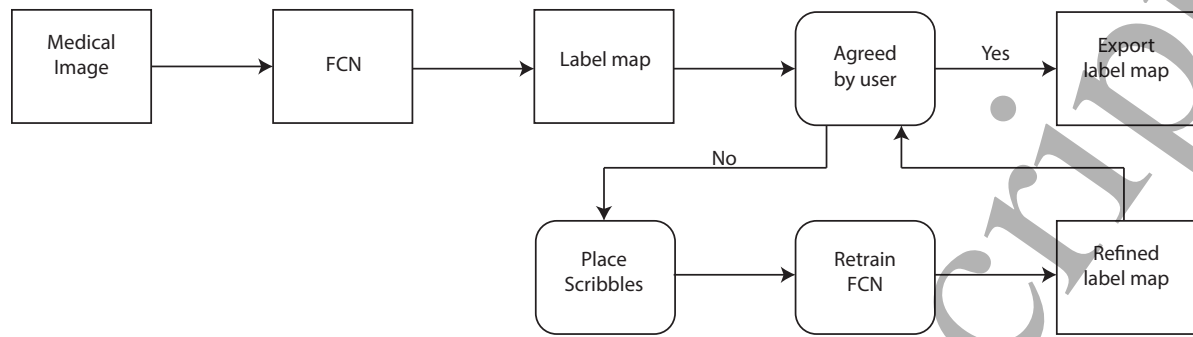 Medical
Image
FCN
Label map
Agreed
by user
Yes
Export
label map
No
Place
Scribbles
Retrain
FCN
Refined
label map